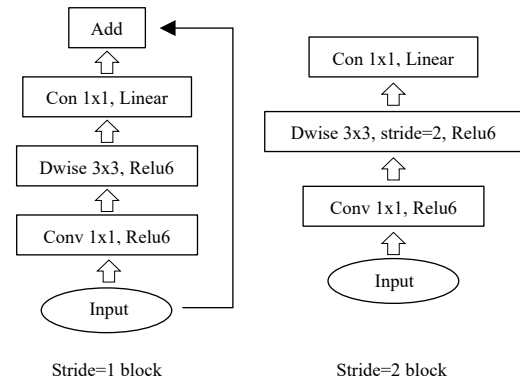 Add
Con 1x1, Linear
Dwise 3x3, Relu6
Conv 1x1, Relu6
Input
Stride=1 block
Con 1x1, Linear
Dwise 3x3, stride=2, Relu6
Conv 1x1, Relu6
Input
Stride=2 block